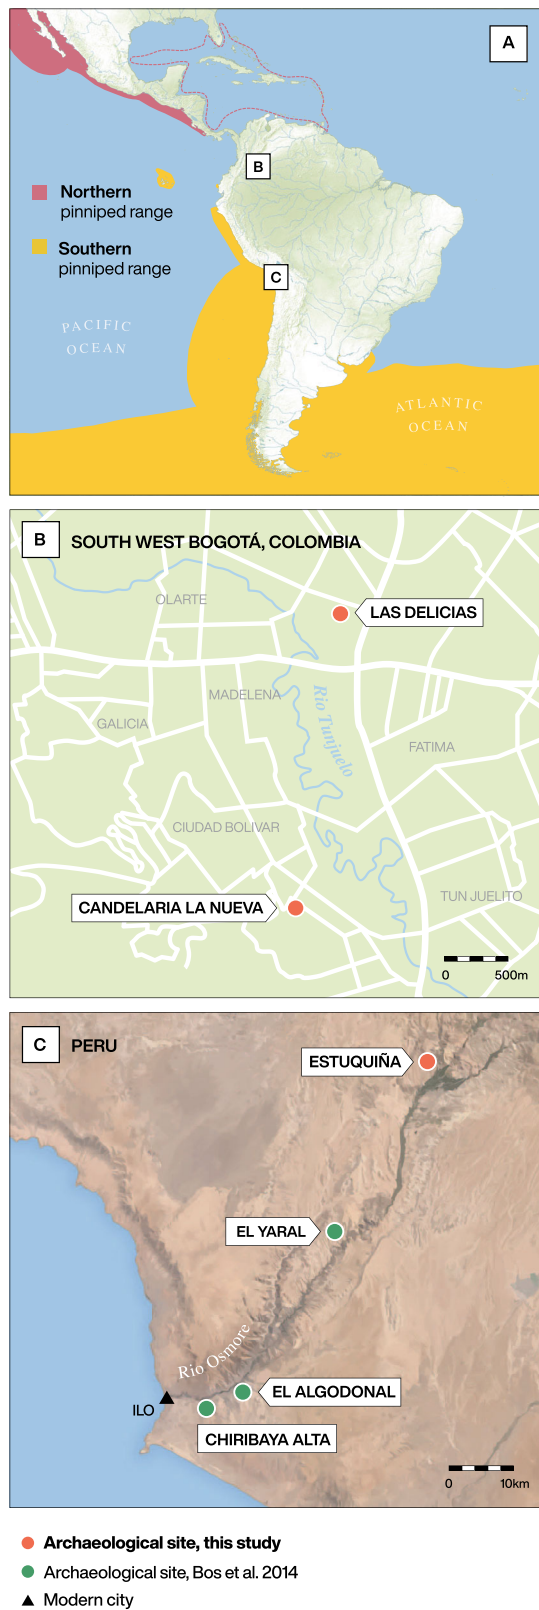 A
B
Northern
pinniped range
Southern
pinniped range
C
PACIFIC
OCEAN
ATLANTIC
OCEAN
B
SOUTH WEST BOGOTÁ, COLOMBIA
OLARTE
LAS DELICIAS
MADELENA
Rio Tunjuelo
GALICIA
FATIMA
CIUDAD BOLIVAR
TUN JUELITO
CANDELARIA LA NUEVA
0 500m
C
PERU
ESTUQUIÑA
EL YARAL
Rio Osmore
EL ALGODONAL
ILO
CHIRIBAYA ALTA
0 10km
Archaeological site, this study
Archaeological site, Bos et al. 2014
Modern city